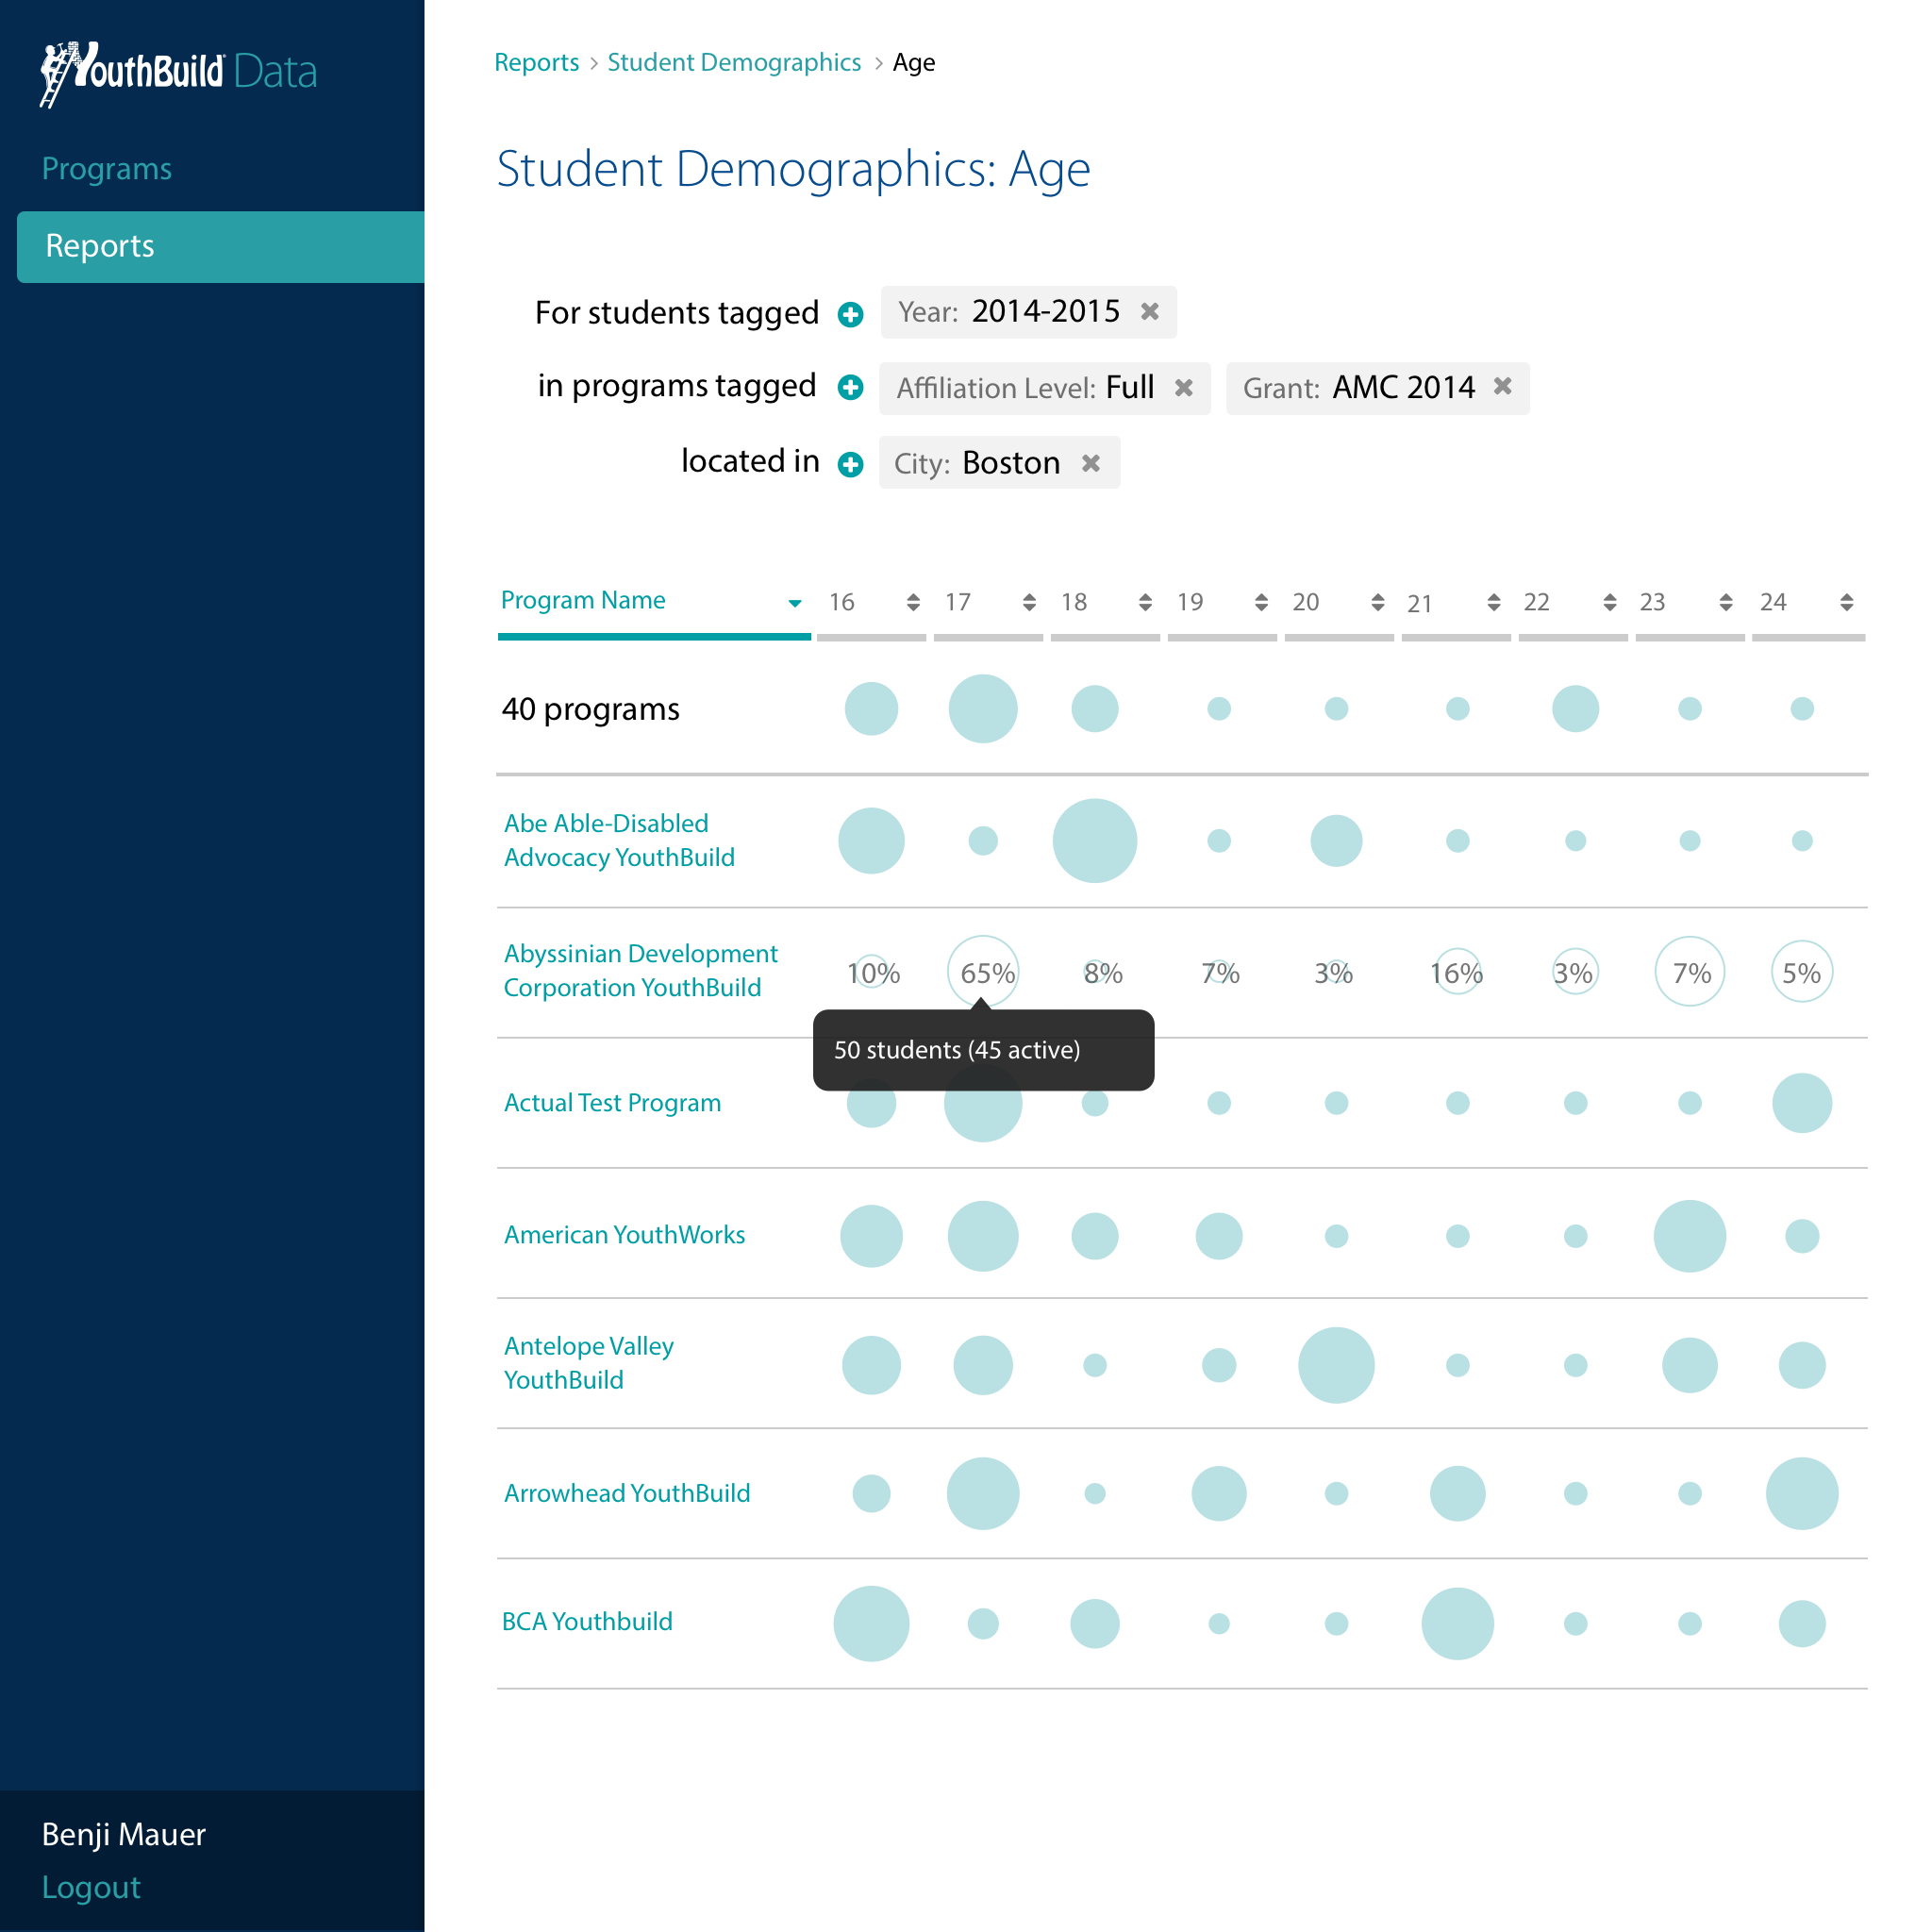 YouthBuild Data
Programs
Reports
Benji Mauer
Logout
Reports > Student Demographics > Age
Student Demographics: Age
For students tagged Year: 2014-2015
in programs tagged Affiliation Level: Full Grant: AMC 2014
located in City: Boston
Program Name 16 17 18 19 20 21 22 23 24
40 programs
Abe Able-Disabled
Advocacy YouthBuild
Abyssinian Development
Corporation YouthBuild
10% 65% 8% 7% 3% 16% 3% 7% 5%
50 students (45 active)
Actual Test Program
American YouthWorks
Antelope Valley
YouthBuild
Arrowhead YouthBuild
BCA Youthbuild